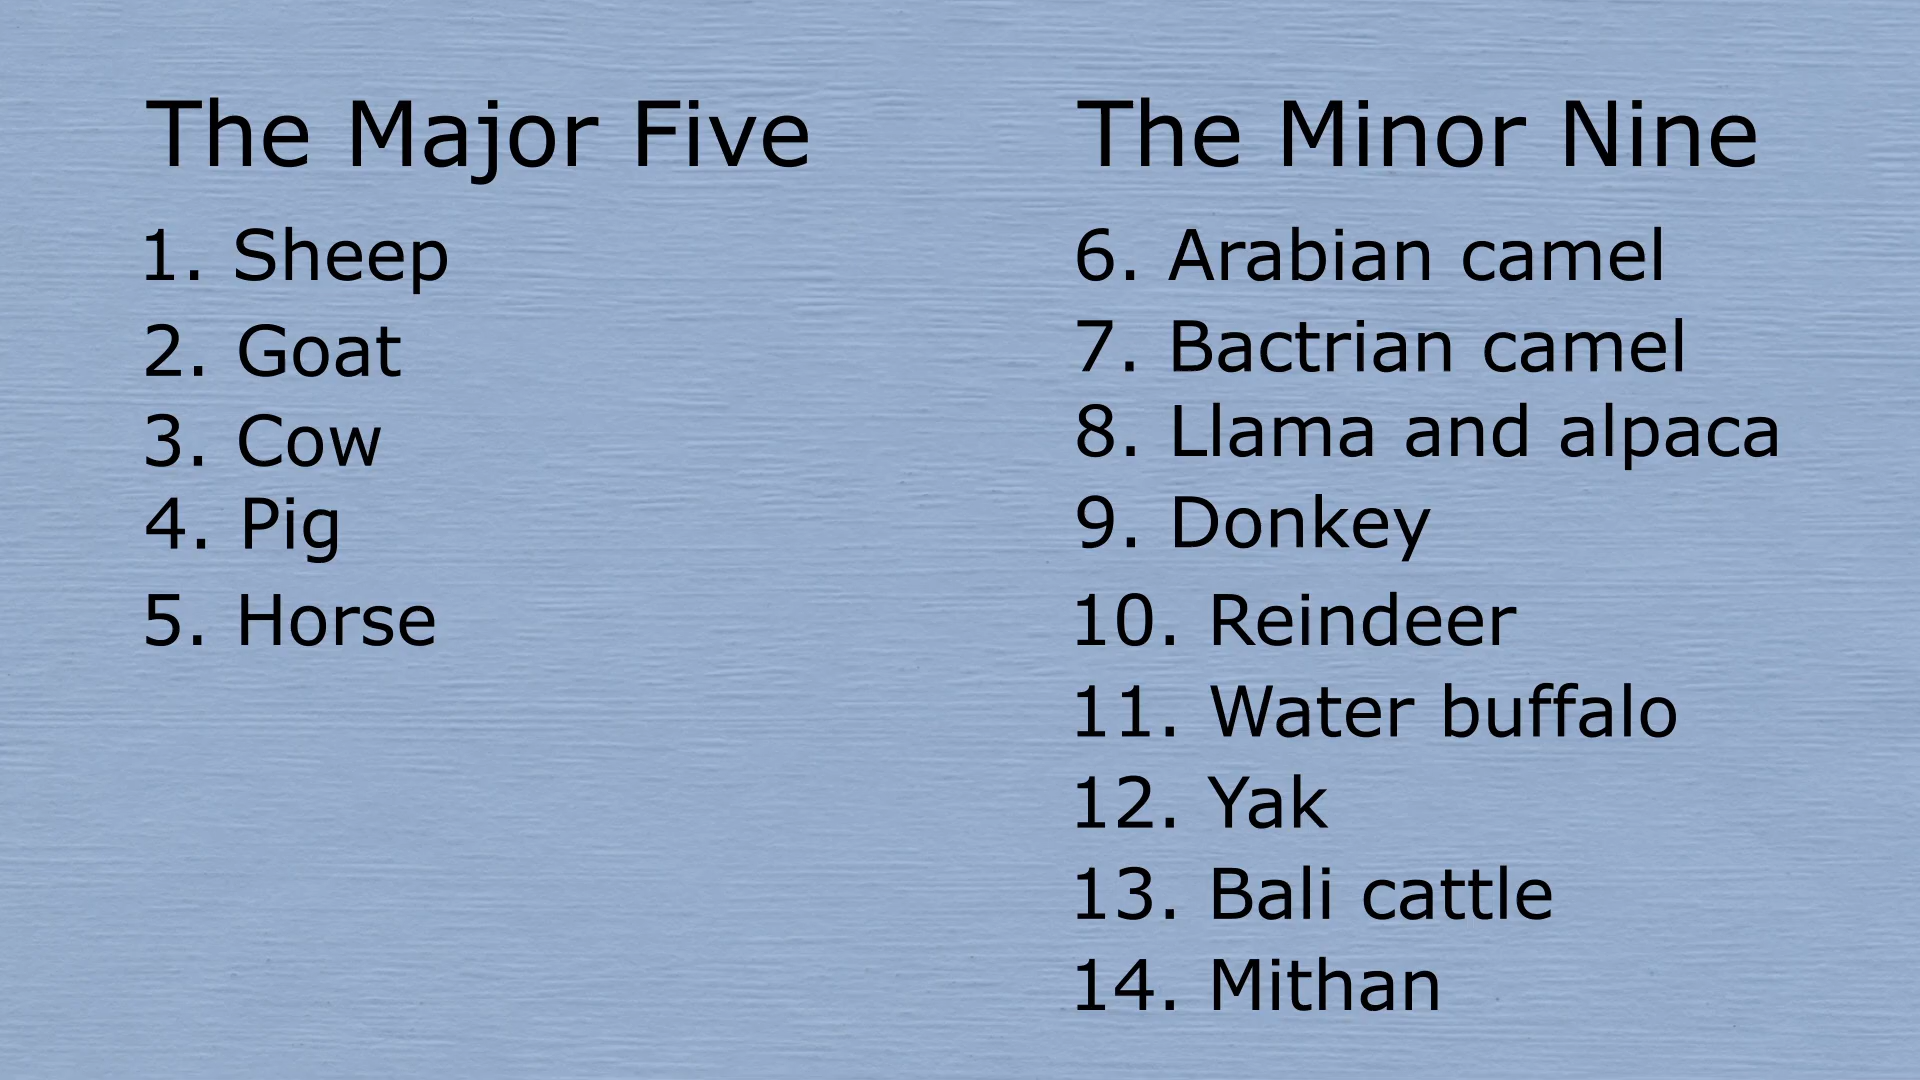 The Major Five
1. Sheep
2. Goat
3. Cow
4. Pig
5. Horse
The Minor Nine
6. Arabian camel
7. Bactrian camel
8. Llama and alpaca
9. Donkey
10. Reindeer
11. Water buffalo
12. Yak
13. Bali cattle
14. Mithan